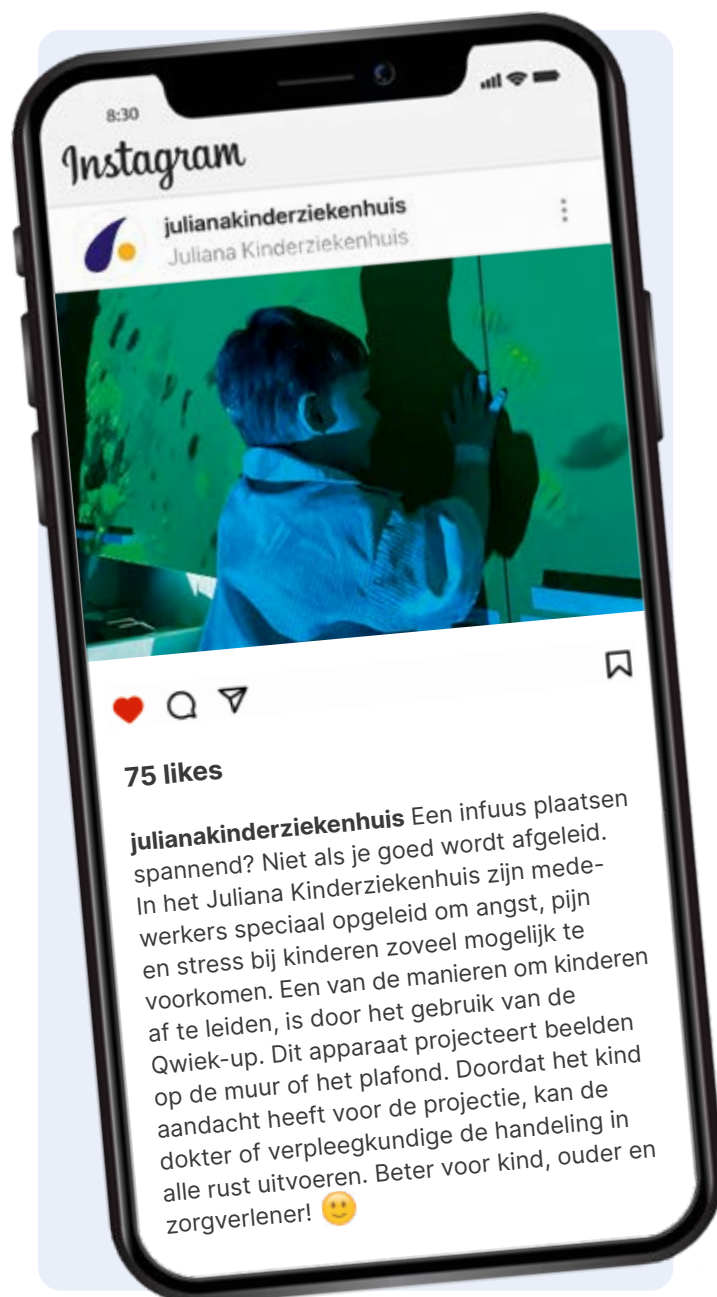 8:30
Instagram
julianakinderziekenhuis
Juliana Kinderziekenhuis
75 likes
julianakinderziekenhuis Een infuus plaatsen
spannend? Niet als je goed wordt afgeleid.
In het Juliana Kinderziekenhuis zijn mede-
werkers speciaal opgeleid om angst, pijn
en stress bij kinderen zoveel mogelijk te
voorkomen. Een van de manieren om kinderen
af te leiden, is door het gebruik van de
Qwiek-up. Dit apparaat projecteert beelden
op de muur of het plafond. Doordat het kind
aandacht heeft voor de projectie, kan de
dokter of verpleegkundige de handeling in
alle rust uitvoeren. Beter voor kind, ouder en
zorgverlener! 🙂